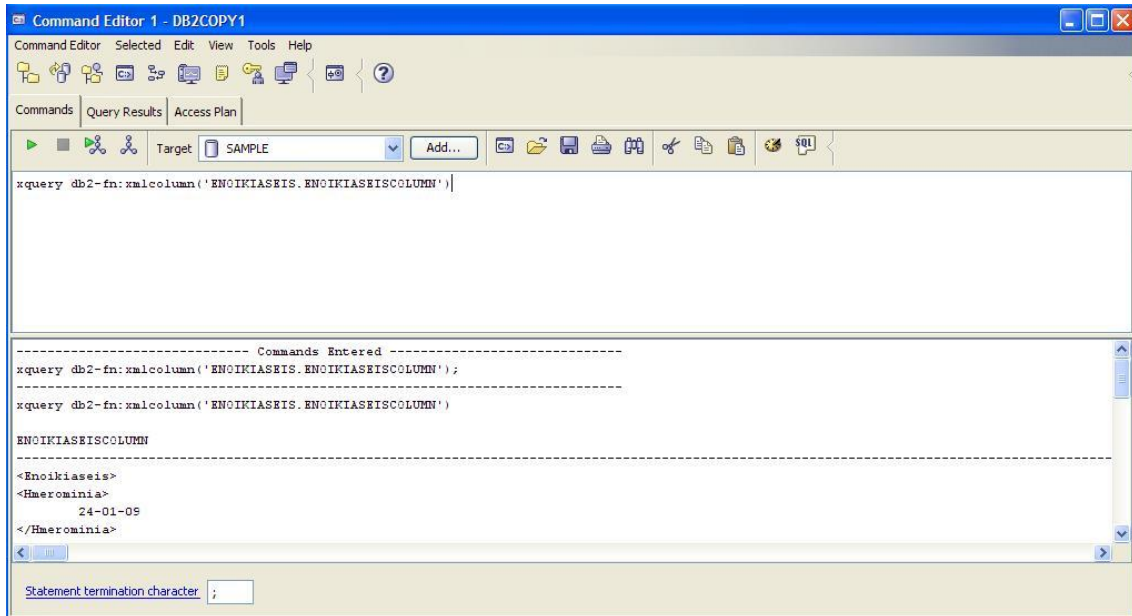 Command Editor 1 - DB2COPY1
Command Editor Selected Edit View Tools Help
Commands Query Results Access Plan
Target SAMPLE Add... SQL
xquery db2-fn:xmlcolumn('ENOIKIASEIS.ENOIKIASEISCOLUMN')
------------------------------ Commands Entered ------------------------------
xquery db2-fn:xmlcolumn('ENOIKIASEIS.ENOIKIASEISCOLUMN');
------------------------------------------------------------------------------
xquery db2-fn:xmlcolumn('ENOIKIASEIS.ENOIKIASEISCOLUMN')
ENOIKIASEISCOLUMN
------------------------------------------------------------------------------
<Enoikiaseis>
<Hmerominia>
24-01-09
</Hmerominia>
Statement termination character ;